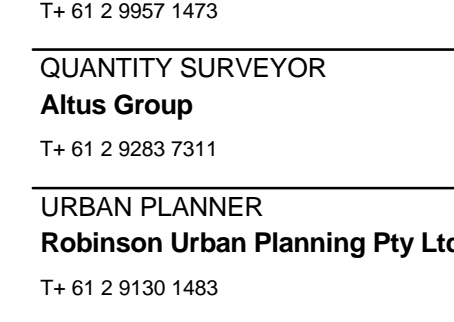 T+ 61 2 9957 1473
QUANTITY SURVEYOR
Altus Group
T+ 61 2 9283 7311
URBAN PLANNER
Robinson Urban Planning Pty Ltd
T+ 61 2 9130 1483